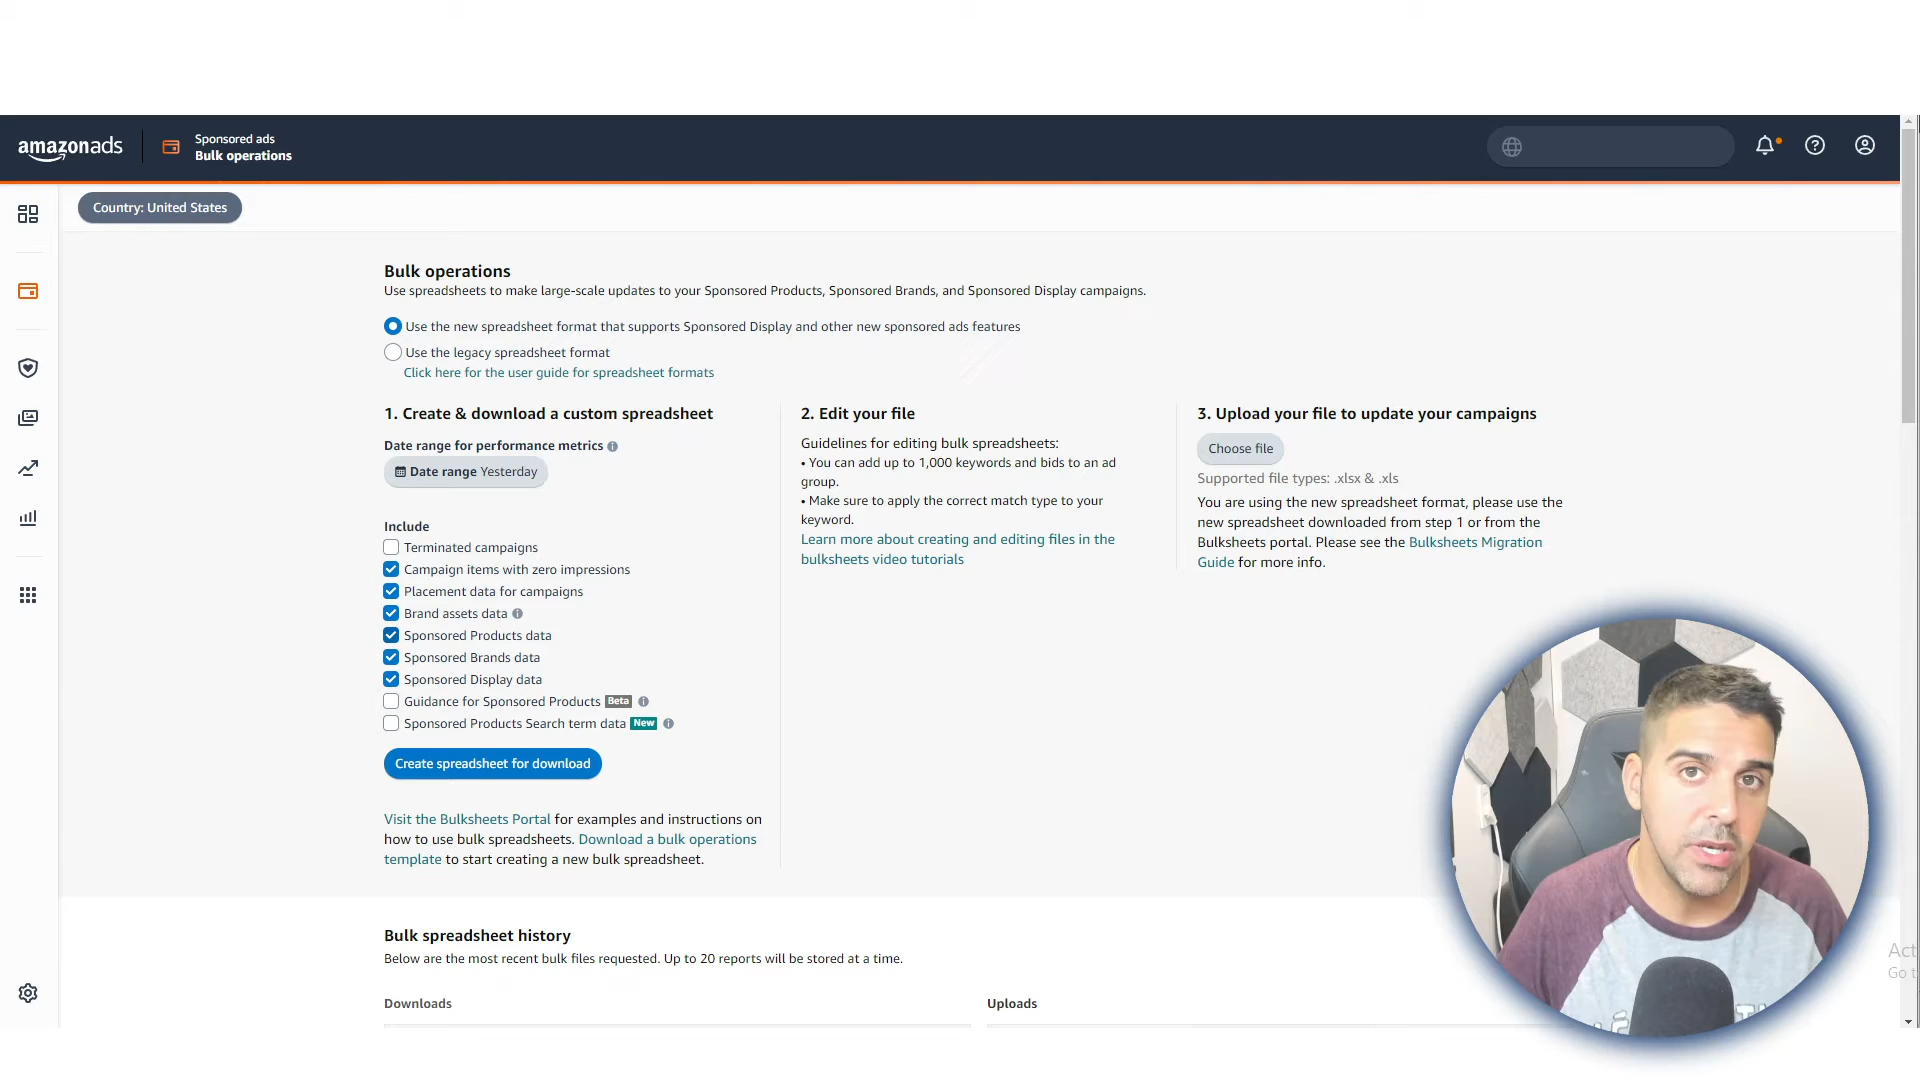 amazonads
Sponsored ads
Bulk operations
Country: United States
Bulk operations
Use spreadsheets to make large-scale updates to your Sponsored Products, Sponsored Brands, and Sponsored Display campaigns.
Use the new spreadsheet format that supports Sponsored Display and other new sponsored ads features
Use the legacy spreadsheet format
Click here for the user guide for spreadsheet formats
1. Create & download a custom spreadsheet
Date range for performance metrics
Date range Yesterday
Include
Terminated campaigns
Campaign items with zero impressions
Placement data for campaigns
Brand assets data
Sponsored Products data
Sponsored Brands data
Sponsored Display data
Guidance for Sponsored Products Beta
Sponsored Products Search term data New
Create spreadsheet for download
Visit the Bulksheets Portal for examples and instructions on
how to use bulk spreadsheets. Download a bulk operations
template to start creating a new bulk spreadsheet.
2. Edit your file
Guidelines for editing bulk spreadsheets:
• You can add up to 1,000 keywords and bids to an ad
group.
• Make sure to apply the correct match type to your
keyword.
Learn more about creating and editing files in the
bulksheets video tutorials
3. Upload your file to update your campaigns
Choose file
Supported file types: .xlsx & .xls
You are using the new spreadsheet format, please use the
new spreadsheet downloaded from step 1 or from the
Bulksheets portal. Please see the Bulksheets Migration
Guide for more info.
Bulk spreadsheet history
Below are the most recent bulk files requested. Up to 20 reports will be stored at a time.
Downloads
Uploads
Act
Go t